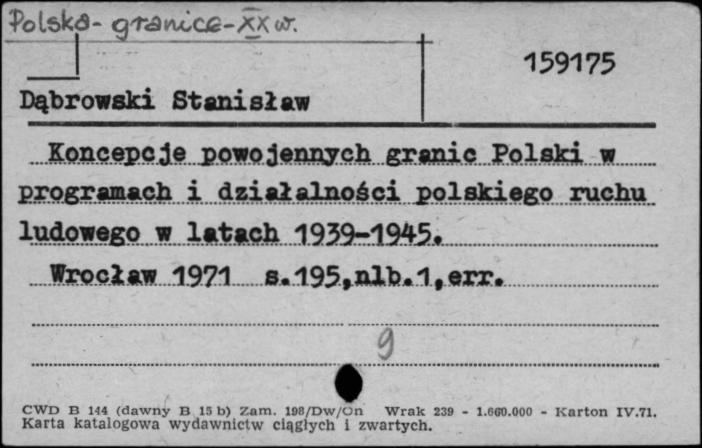 Polska - granice - XX w.
159175
Dąbrowski Stanisław
Koncepcje powojennych granic Polski w
programach i działalności polskiego ruchu
ludowego w latach 1939-1945.
Wrocław 1971 s.195,nlb.1,err.
9
CWD B 144 (dawny B 15 b) Zam. 198/Dw/On Wrak 239 - 1.660.000 - Karton IV.71.
Karta katalogowa wydawnictw ciągłych i zwartych.